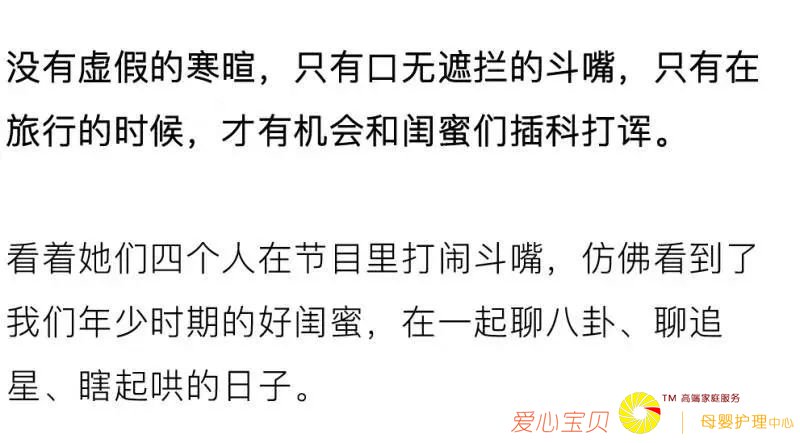 没有虚假的寒暄，只有口无遮拦的斗嘴，只有在
旅行的时候，才有机会和闺蜜们插科打诨。
看着她们四个人在节目里打闹斗嘴，仿佛看到了
我们年少时期的好闺蜜，在一起聊八卦、聊追
星、瞎起哄的日子。
爱心宝贝 TM 高端家庭服务 | 母婴护理中心